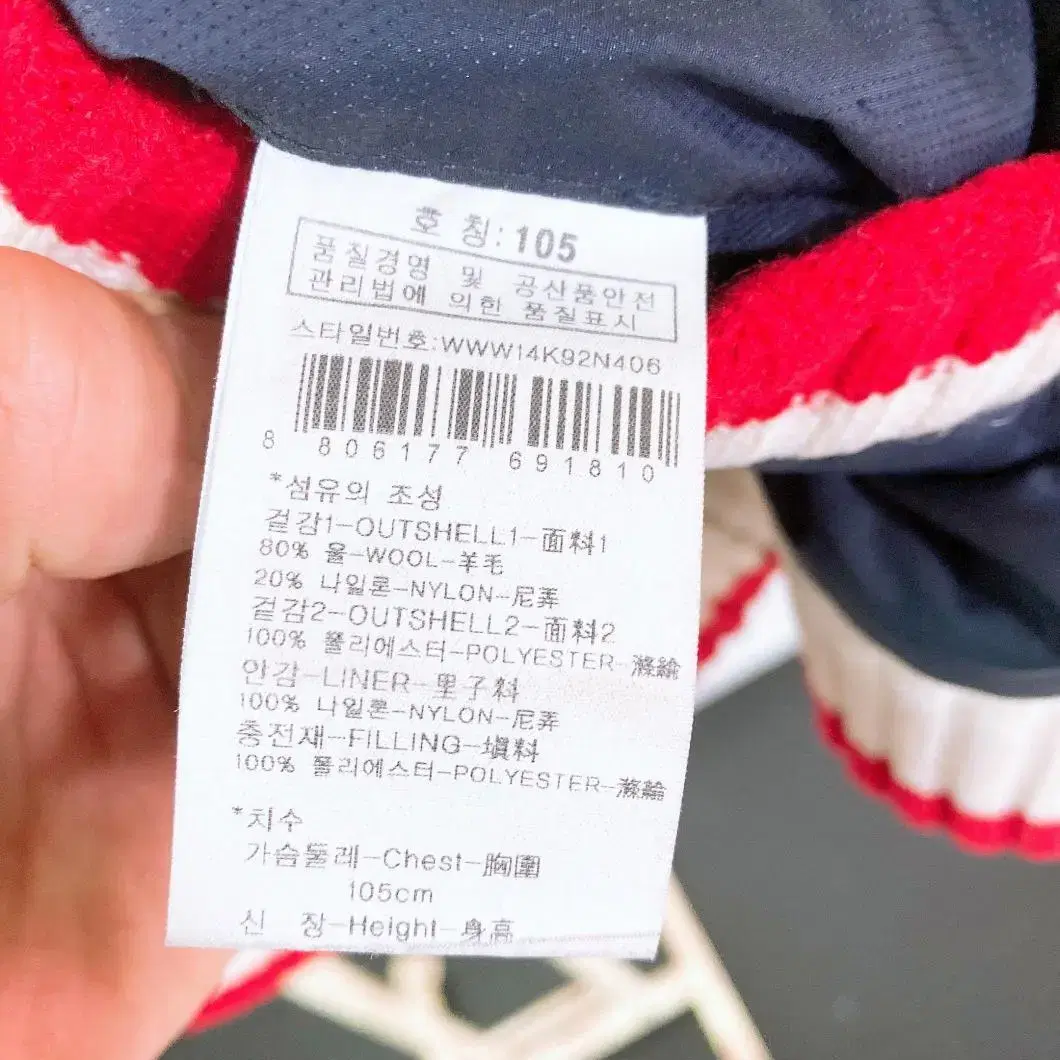 호 칭: 105
품질경영 및 공산품안전
관리법에 의한 품질표시
스타일번호:WWW14K92N406
8 806177 691810
*섬유의 조성
겉감1-OUTSHELL1-面料1
80% 울-WOOL-羊毛
20% 나일론-NYLON-尼弄
겉감2-OUTSHELL2-面料2
100% 폴리에스터-POLYESTER-滌綸
안감-LINER-里子料
100% 나일론-NYLON-尼弄
충전재-FILLING-塡料
100% 폴리에스터-POLYESTER-滌綸
*치수
가슴둘레-Chest-胸圍
105cm
신 장-Height-身高